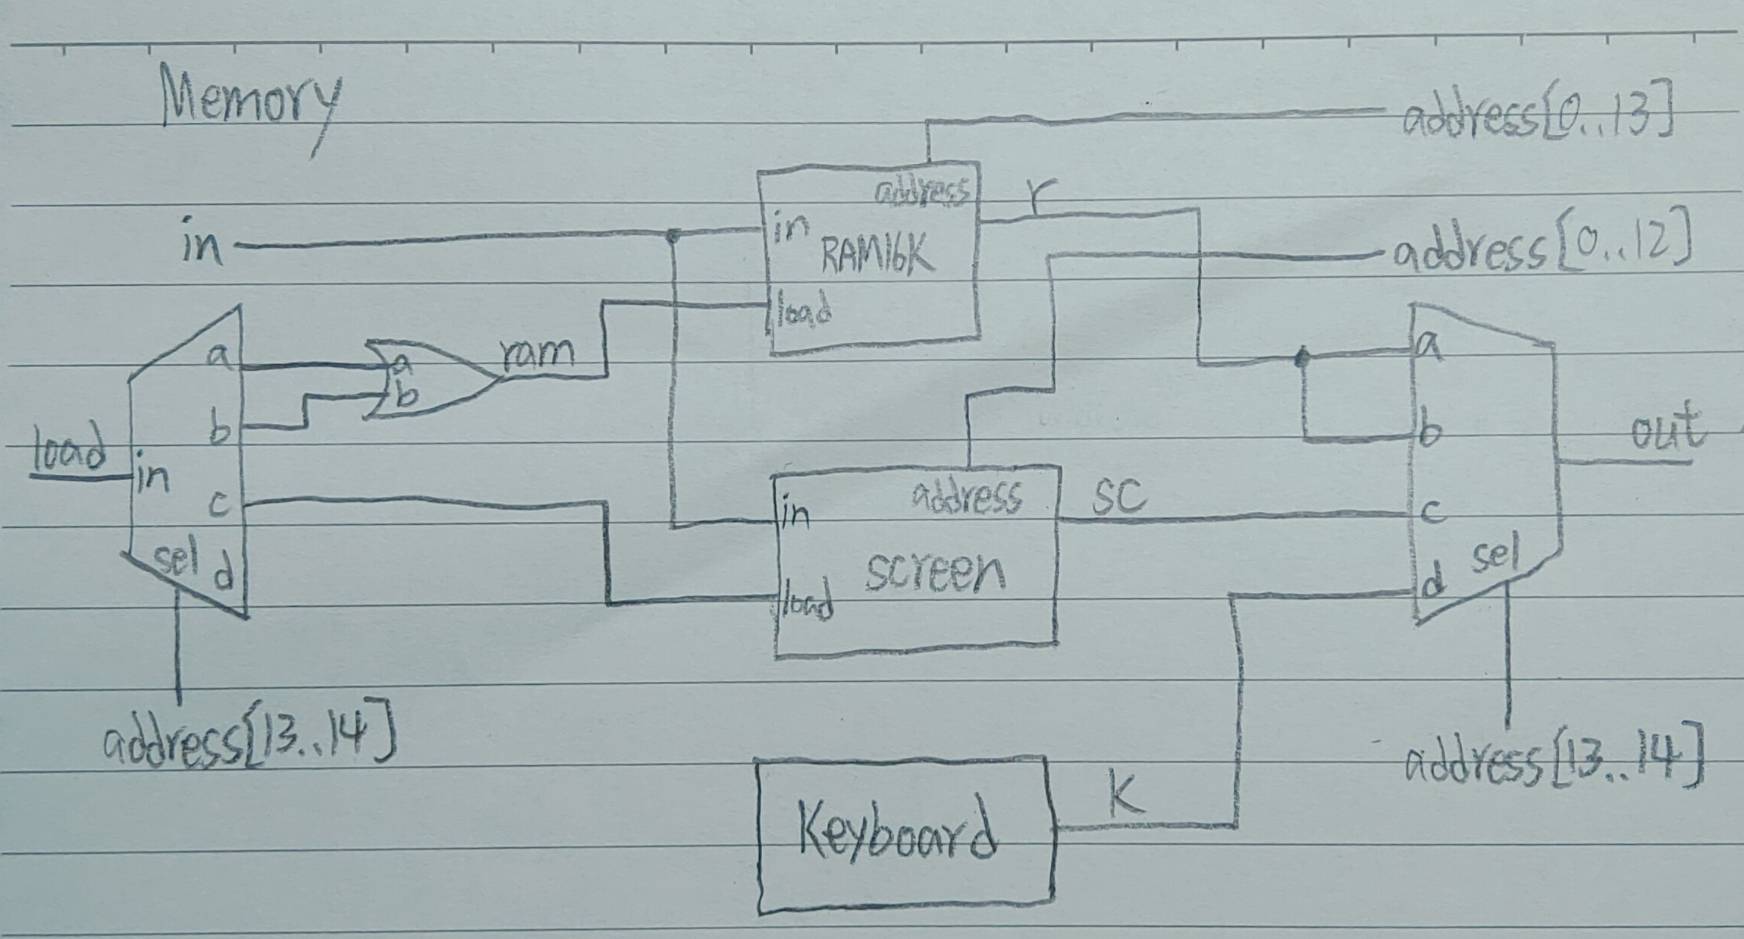 Memory
address[0..13]
address
r
in
in
RAM16K
address[0..12]
load
a
a
ram
b
b
load
in
c
sel
d
a
b
out
c
sel
d
address
sc
in
screen
load
address[13..14]
address[13..14]
K
Keyboard